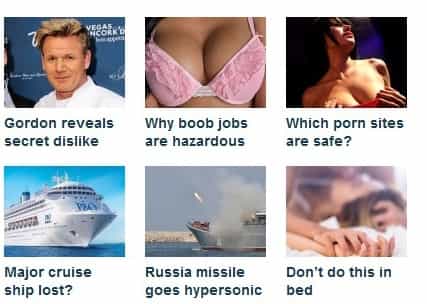 VEGAS
UNCORK'D
Gordon reveals
secret dislike
Why boob jobs
are hazardous
Which porn sites
are safe?
P&O
Major cruise
ship lost?
Russia missile
goes hypersonic
Don't do this in
bed